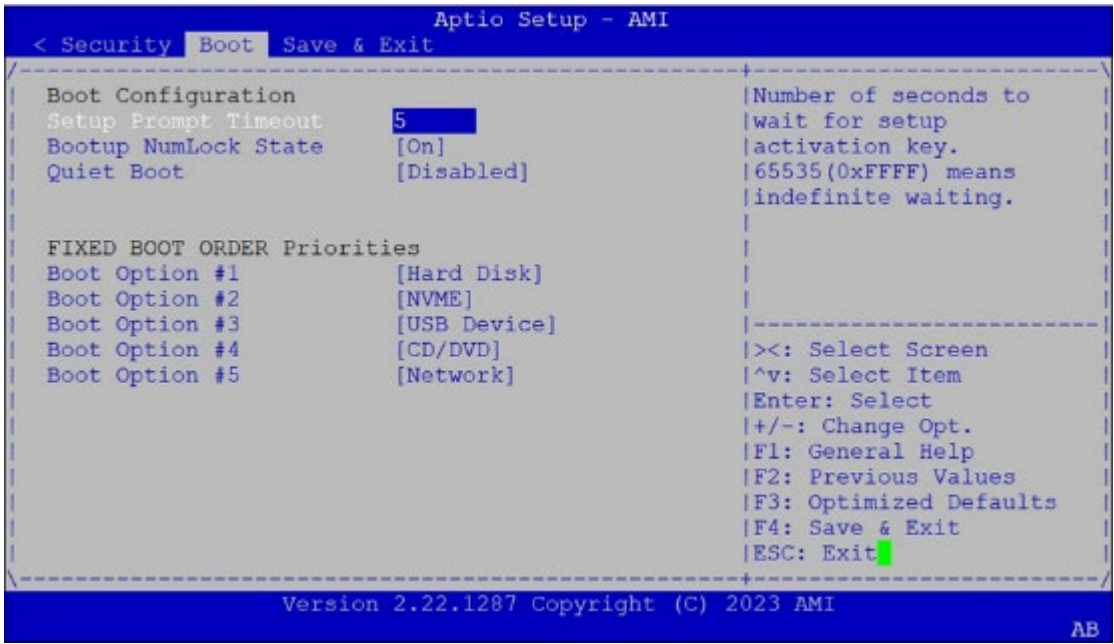 Aptio Setup - AMI
< Security Boot Save & Exit
/--------------------------------------------------+------------------------\
Boot Configuration |Number of seconds to
Setup Prompt Timeout 5 |wait for setup
Bootup NumLock State [On] |activation key.
Quiet Boot [Disabled] |65535(0xFFFF) means
|indefinite waiting.
FIXED BOOT ORDER Priorities
Boot Option #1 [Hard Disk]
Boot Option #2 [NVME]
Boot Option #3 [USB Device]
Boot Option #4 [CD/DVD] |><: Select Screen
Boot Option #5 [Network] |^v: Select Item
|Enter: Select
|+/-: Change Opt.
|F1: General Help
|F2: Previous Values
|F3: Optimized Defaults
|F4: Save & Exit
|ESC: Exit
\--------------------------------------------------+------------------------/
Version 2.22.1287 Copyright (C) 2023 AMI
AB